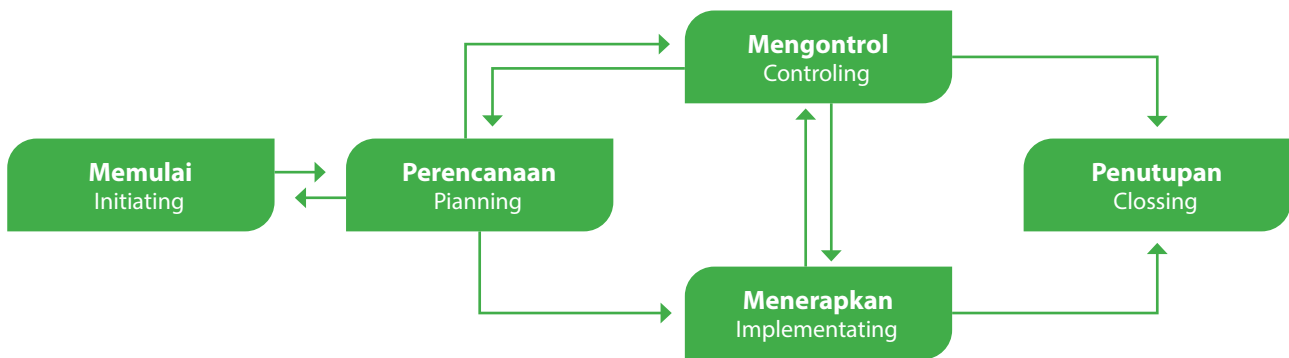 Memulai
Initiating
Perencanaan
Pianning
Mengontrol
Controling
Menerapkan
Implementating
Penutupan
Clossing